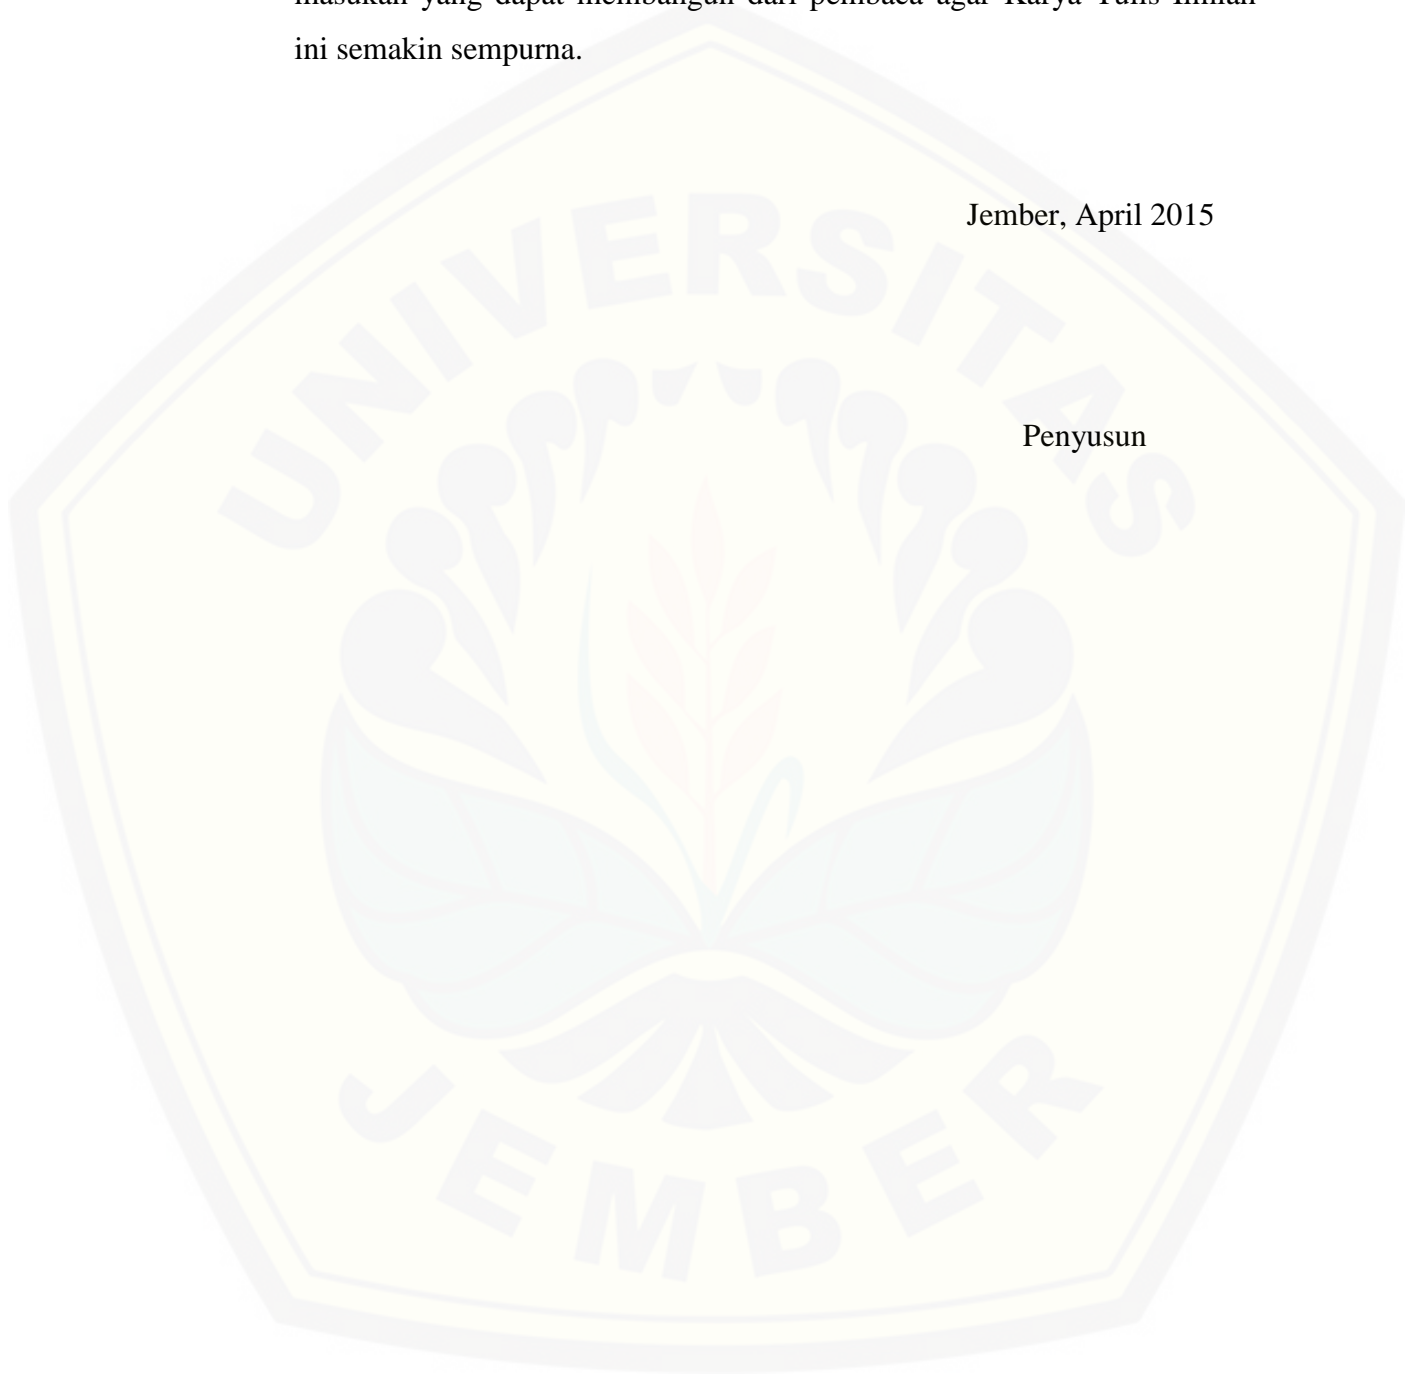 masukan yang dapat membangun dari pembaca agar Karya Tulis Ilmiah
ini semakin sempurna.
Jember, April 2015
Penyusun
UNIVERSITAS
JEMBER